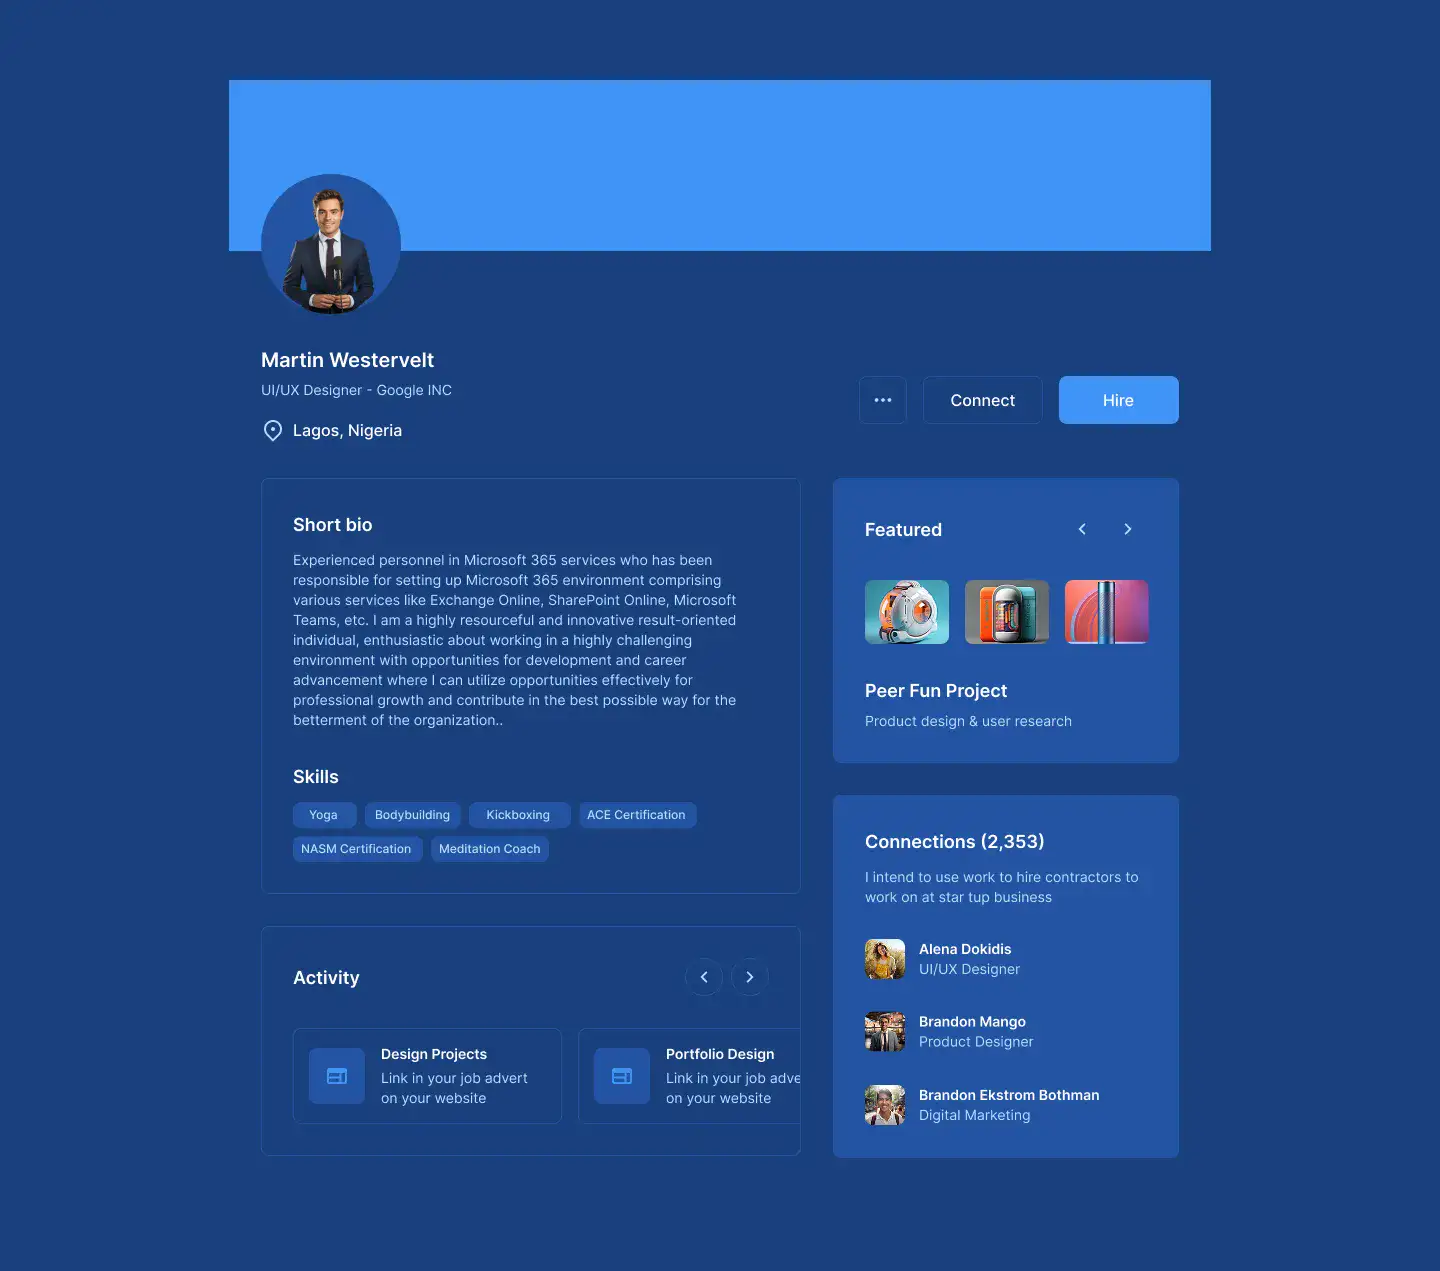 Martin Westervelt
UI/UX Designer - Google INC
Lagos, Nigeria
Connect
Hire
Short bio
Experienced personnel in Microsoft 365 services who has been
responsible for setting up Microsoft 365 environment comprising
various services like Exchange Online, SharePoint Online, Microsoft
Teams, etc. I am a highly resourceful and innovative result-oriented
individual, enthusiastic about working in a highly challenging
environment with opportunities for development and career
advancement where I can utilize opportunities effectively for
professional growth and contribute in the best possible way for the
betterment of the organization..
Skills
Yoga
Bodybuilding
Kickboxing
ACE Certification
NASM Certification
Meditation Coach
Activity
Design Projects
Link in your job advert
on your website
Portfolio Design
Link in your job adve
on your website
Featured
Peer Fun Project
Product design & user research
Connections (2,353)
I intend to use work to hire contractors to
work on at star tup business
Alena Dokidis
UI/UX Designer
Brandon Mango
Product Designer
Brandon Ekstrom Bothman
Digital Marketing